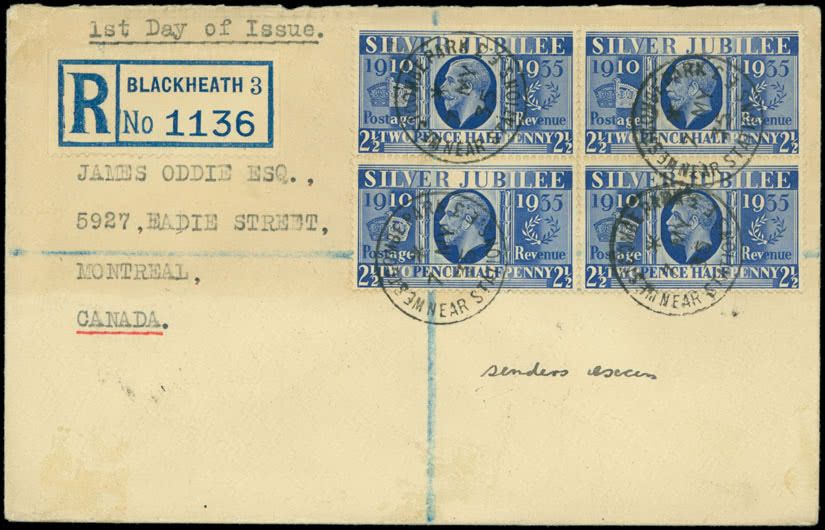 1st Day of Issue.
R BLACKHEATH 3
No 1136
JAMES ODDIE ESQ.,
5927,EADIE STREET,
MONTREAL,
CANADA.
SILVER JUBILEE
1910 1935
Postage Revenue
2½ TWO PENCE HALFPENNY 2½
SILVER JUBILEE
1910 1935
Postage Revenue
2½ TWO PENCE HALFPENNY 2½
SILVER JUBILEE
1910 1935
Postage Revenue
2½ TWO PENCE HALFPENNY 2½
SILVER JUBILEE
1910 1935
Postage Revenue
2½ TWO PENCE HALFPENNY 2½
NEAR STATION
senders